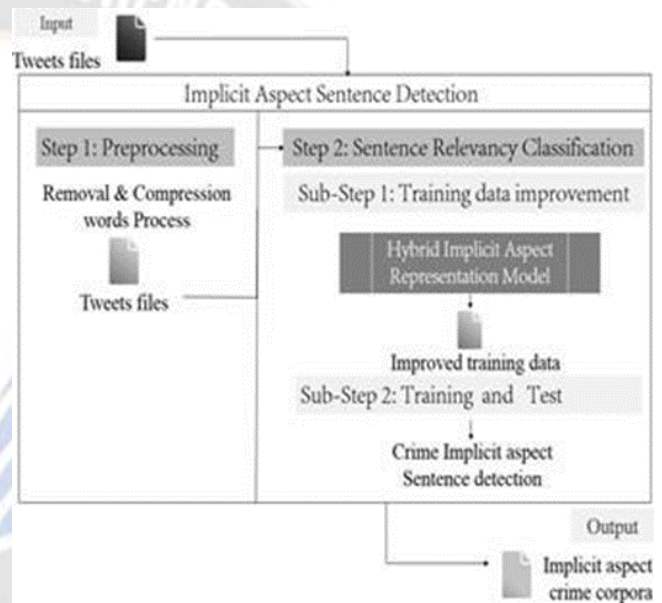 Input
Tweets files
Implicit Aspect Sentence Detection
Step 1: Preprocessing
Removal & Compression
words Process
Tweets files
Step 2: Sentence Relevancy Classification
Sub-Step 1: Training data improvement
Hybrid Implicit Aspect
Representation Model
Improved training data
Sub-Step 2: Training and Test
Crime Implicit aspect
Sentence detection
Output
Implicit aspect
crime corpora